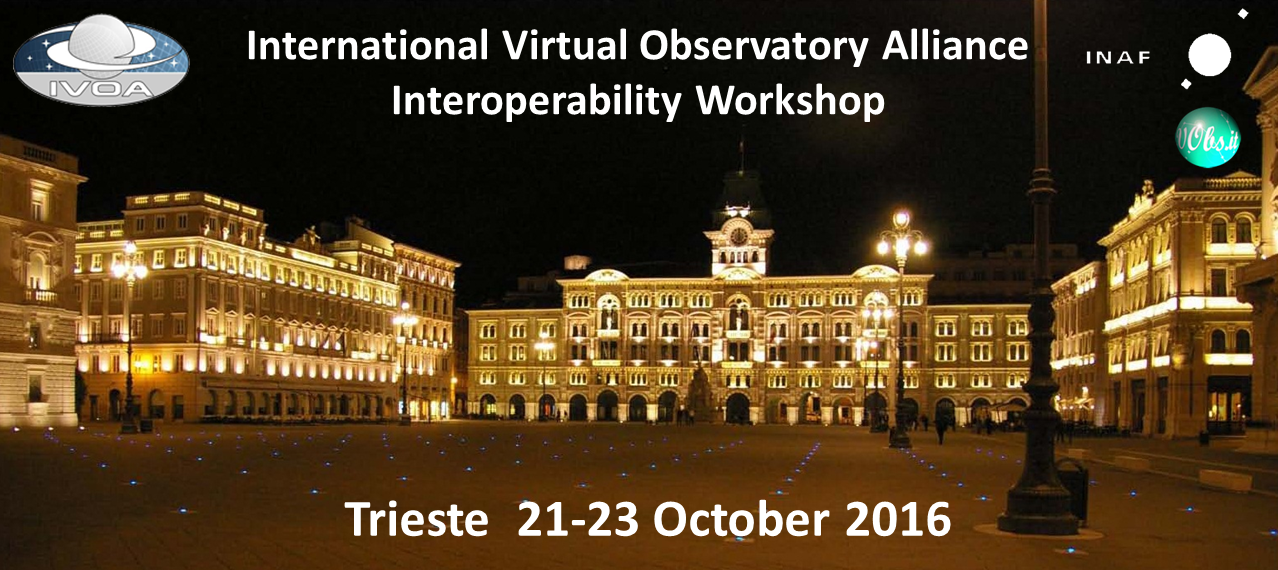 International Virtual Observatory Alliance
Interoperability Workshop
IVOA
INAF
VObs.it
Trieste 21-23 October 2016